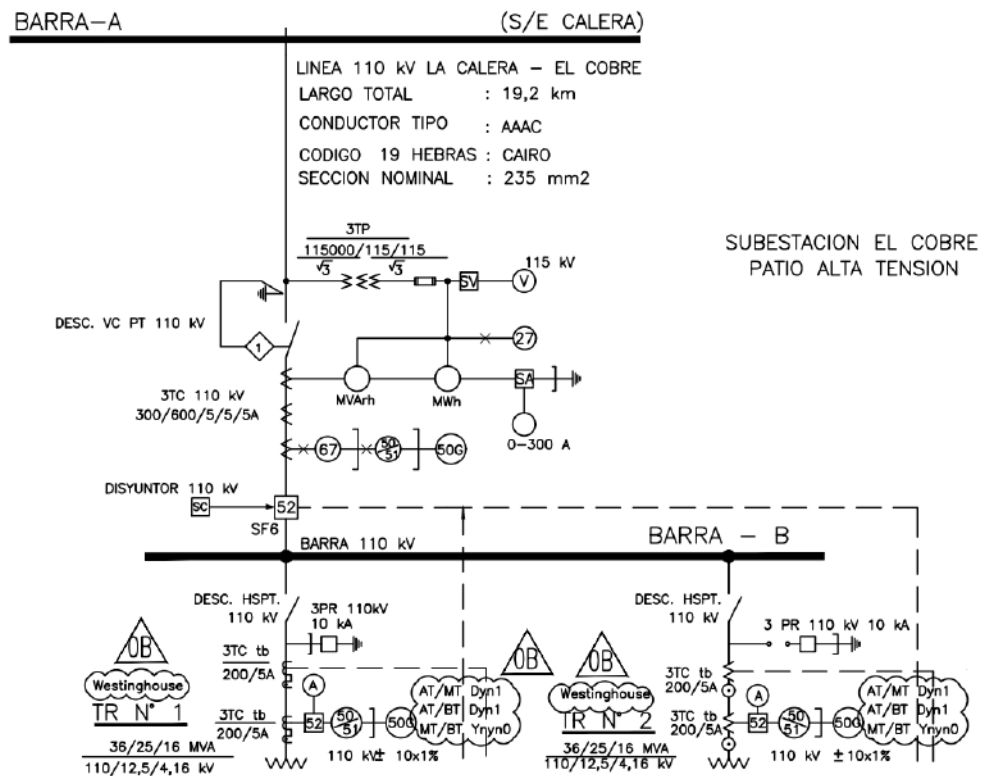 BARRA-A
(S/E CALERA)
LINEA 110 kV LA CALERA – EL COBRE
LARGO TOTAL : 19,2 km
CONDUCTOR TIPO : AAAC
CODIGO 19 HEBRAS : CAIRO
SECCION NOMINAL : 235 mm2
SUBESTACION EL COBRE
PATIO ALTA TENSION
3TP
115000/115/115
√3 √3
SV
V
115 kV
DESC. VC PT 110 kV
1
27
3TC 110 kV
300/600/5/5/5A
MVArh
MWh
SA
0-300 A
67
50
51
50G
DISYUNTOR 110 kV
SC
52
SF6
BARRA 110 kV
BARRA - B
DESC. HSPT.
110 kV
3PR 110kV
10 kA
DESC. HSPT.
110 kV
3 PR 110 kV 10 kA
0B
Westinghouse
TR N° 1
36/25/16 MVA
110/12,5/4,16 kV
3TC tb
200/5A
A
3TC tb
200/5A
52
50
51
50G
110 kV ± 10x1%
AT/MT Dyn1
AT/BT Dyn1
MT/BT Ynyn0
0B
0B
Westinghouse
TR N° 2
36/25/16 MVA
110/12,5/4,16 kV
3TC tb
200/5A
A
3TC tb
200/5A
52
50
51
50G
110 kV ± 10x1%
AT/MT Dyn1
AT/BT Dyn1
MT/BT Ynyn0